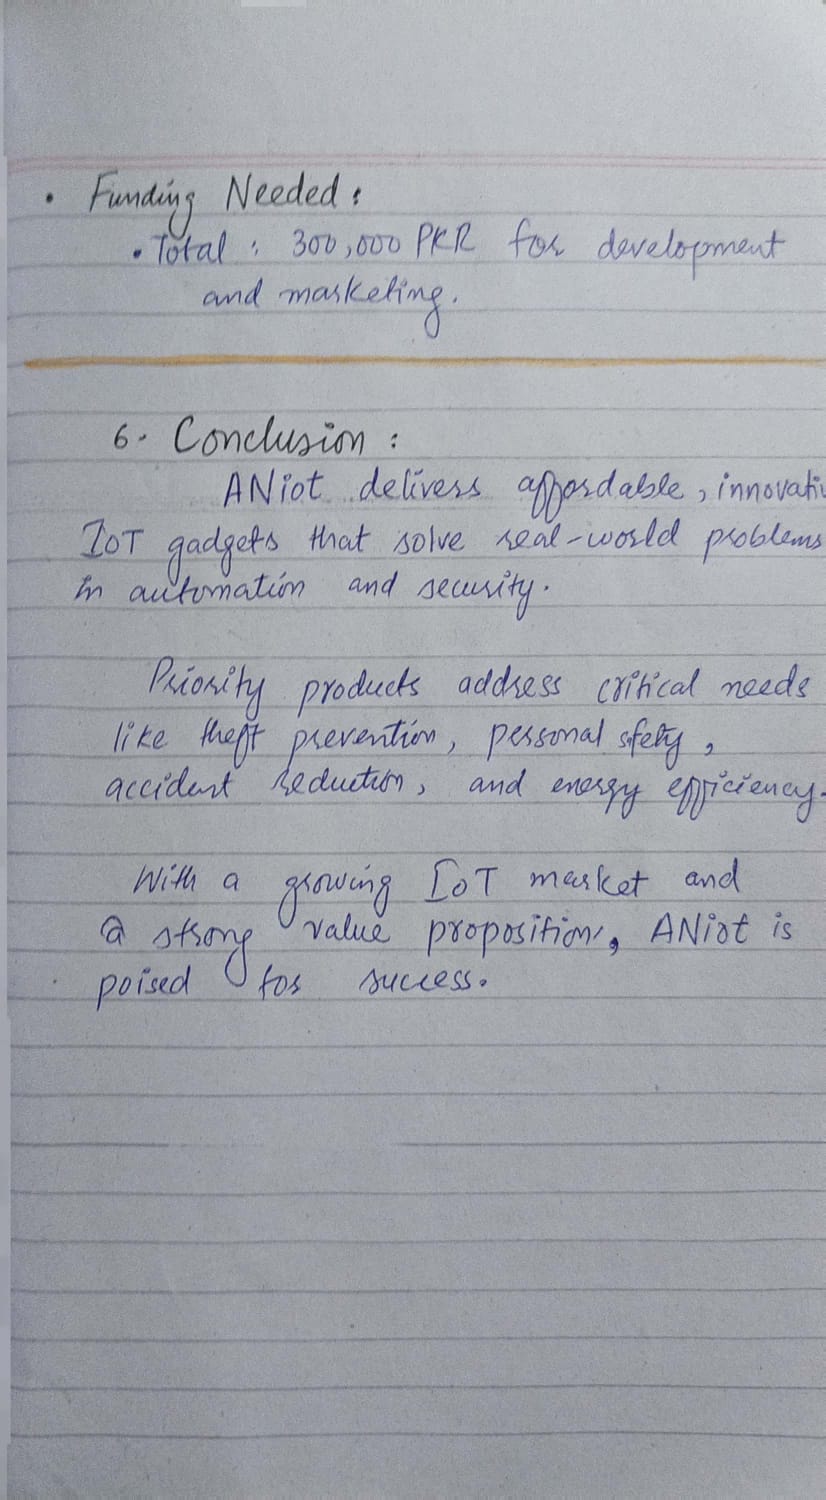 • Funding Needed :
• Total : 300,000 PKR for development
and marketing.
6. Conclusion :
ANiot delivers affordable, innovati
IoT gadgets that solve real-world problems
in automation and security.
Priority products address critical needs
like theft prevention, personal sfety,
accident reduction, and energy efficiency.
With a growing IoT market and
a strong value proposition, ANiot is
poised for success.